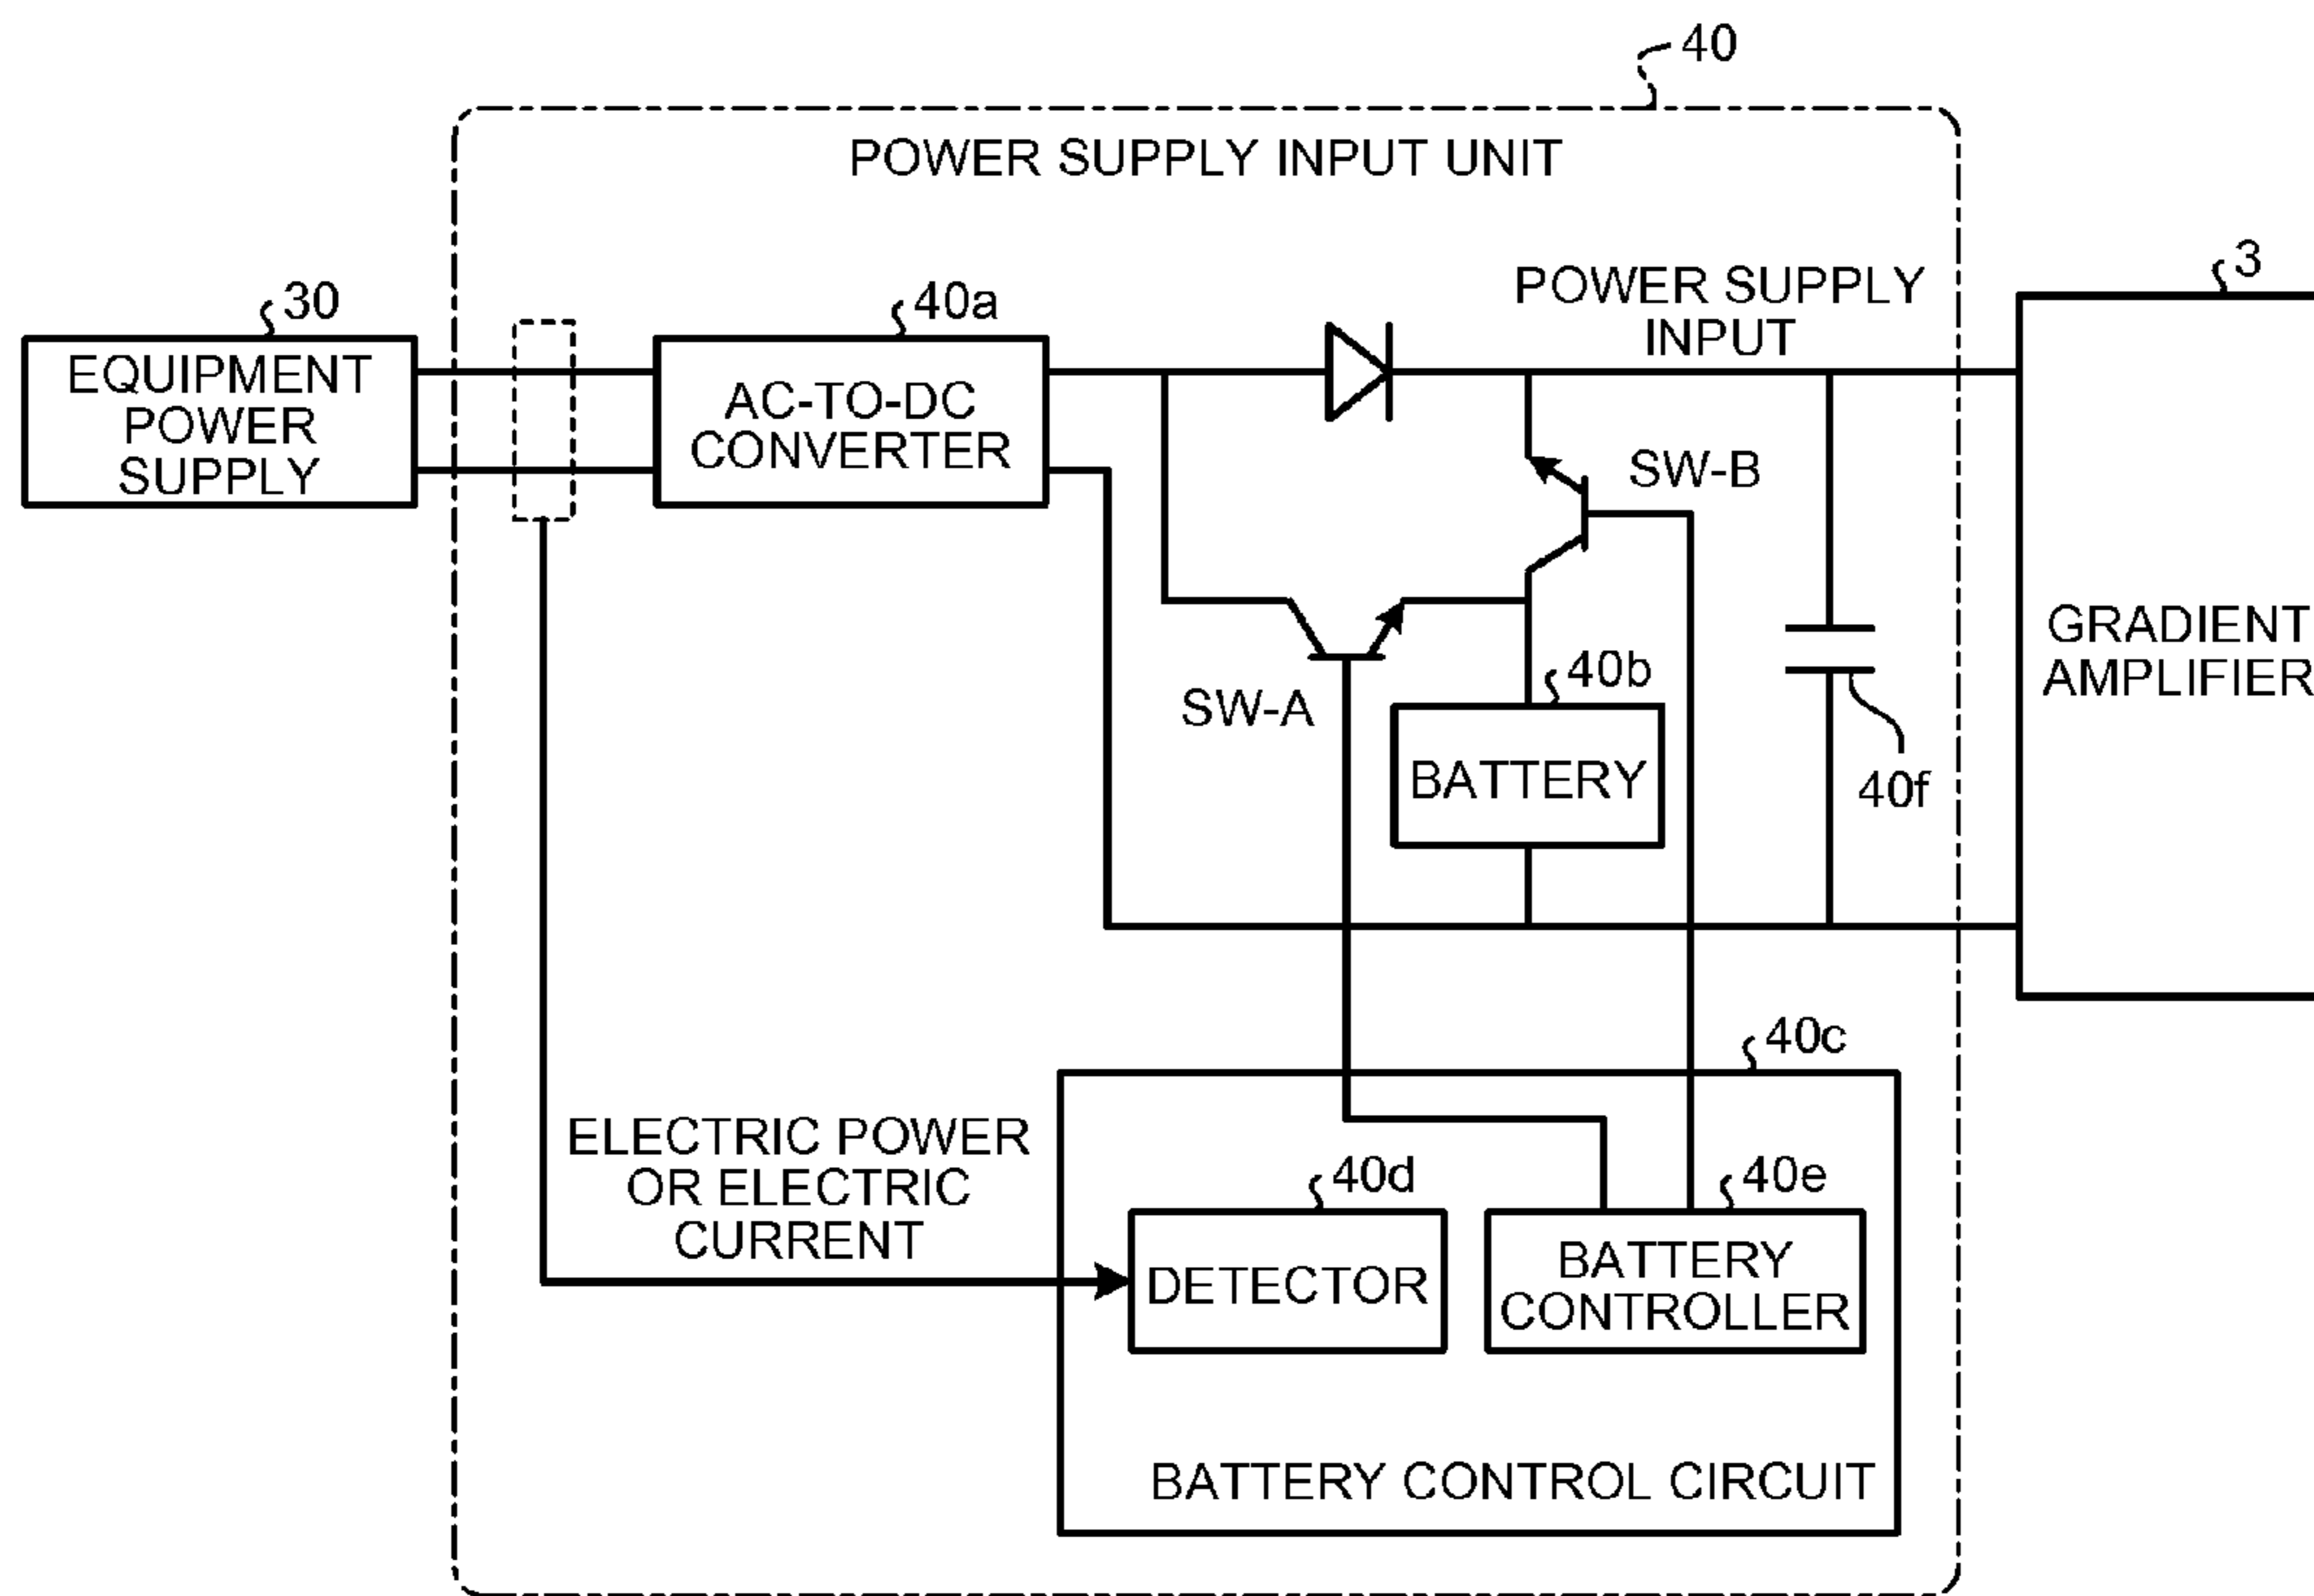 40
POWER SUPPLY INPUT UNIT
30
EQUIPMENT
POWER
SUPPLY
40a
AC-TO-DC
CONVERTER
POWER SUPPLY
INPUT
3
GRADIENT
AMPLIFIER
SW-B
SW-A
40b
BATTERY
40f
40c
ELECTRIC POWER
OR ELECTRIC
CURRENT
40d
DETECTOR
40e
BATTERY
CONTROLLER
BATTERY CONTROL CIRCUIT